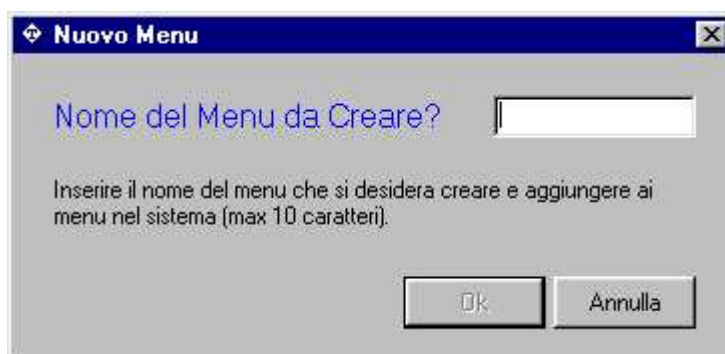 Nuovo Menu
Nome del Menu da Creare?
Inserire il nome del menu che si desidera creare e aggiungere ai
menu nel sistema (max 10 caratteri).
Ok
Annulla